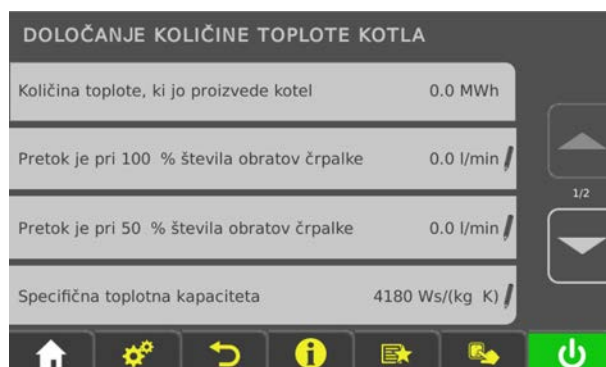 DOLOČANJE KOLIČINE TOPLOTE KOTLA
Količina toplote, ki jo proizvede kotel 0.0 MWh
Pretok je pri 100 % števila obratov črpalke 0.0 l/min
1/2
Pretok je pri 50 % števila obratov črpalke 0.0 l/min
Specifična toplotna kapaciteta 4180 Ws/(kg K)